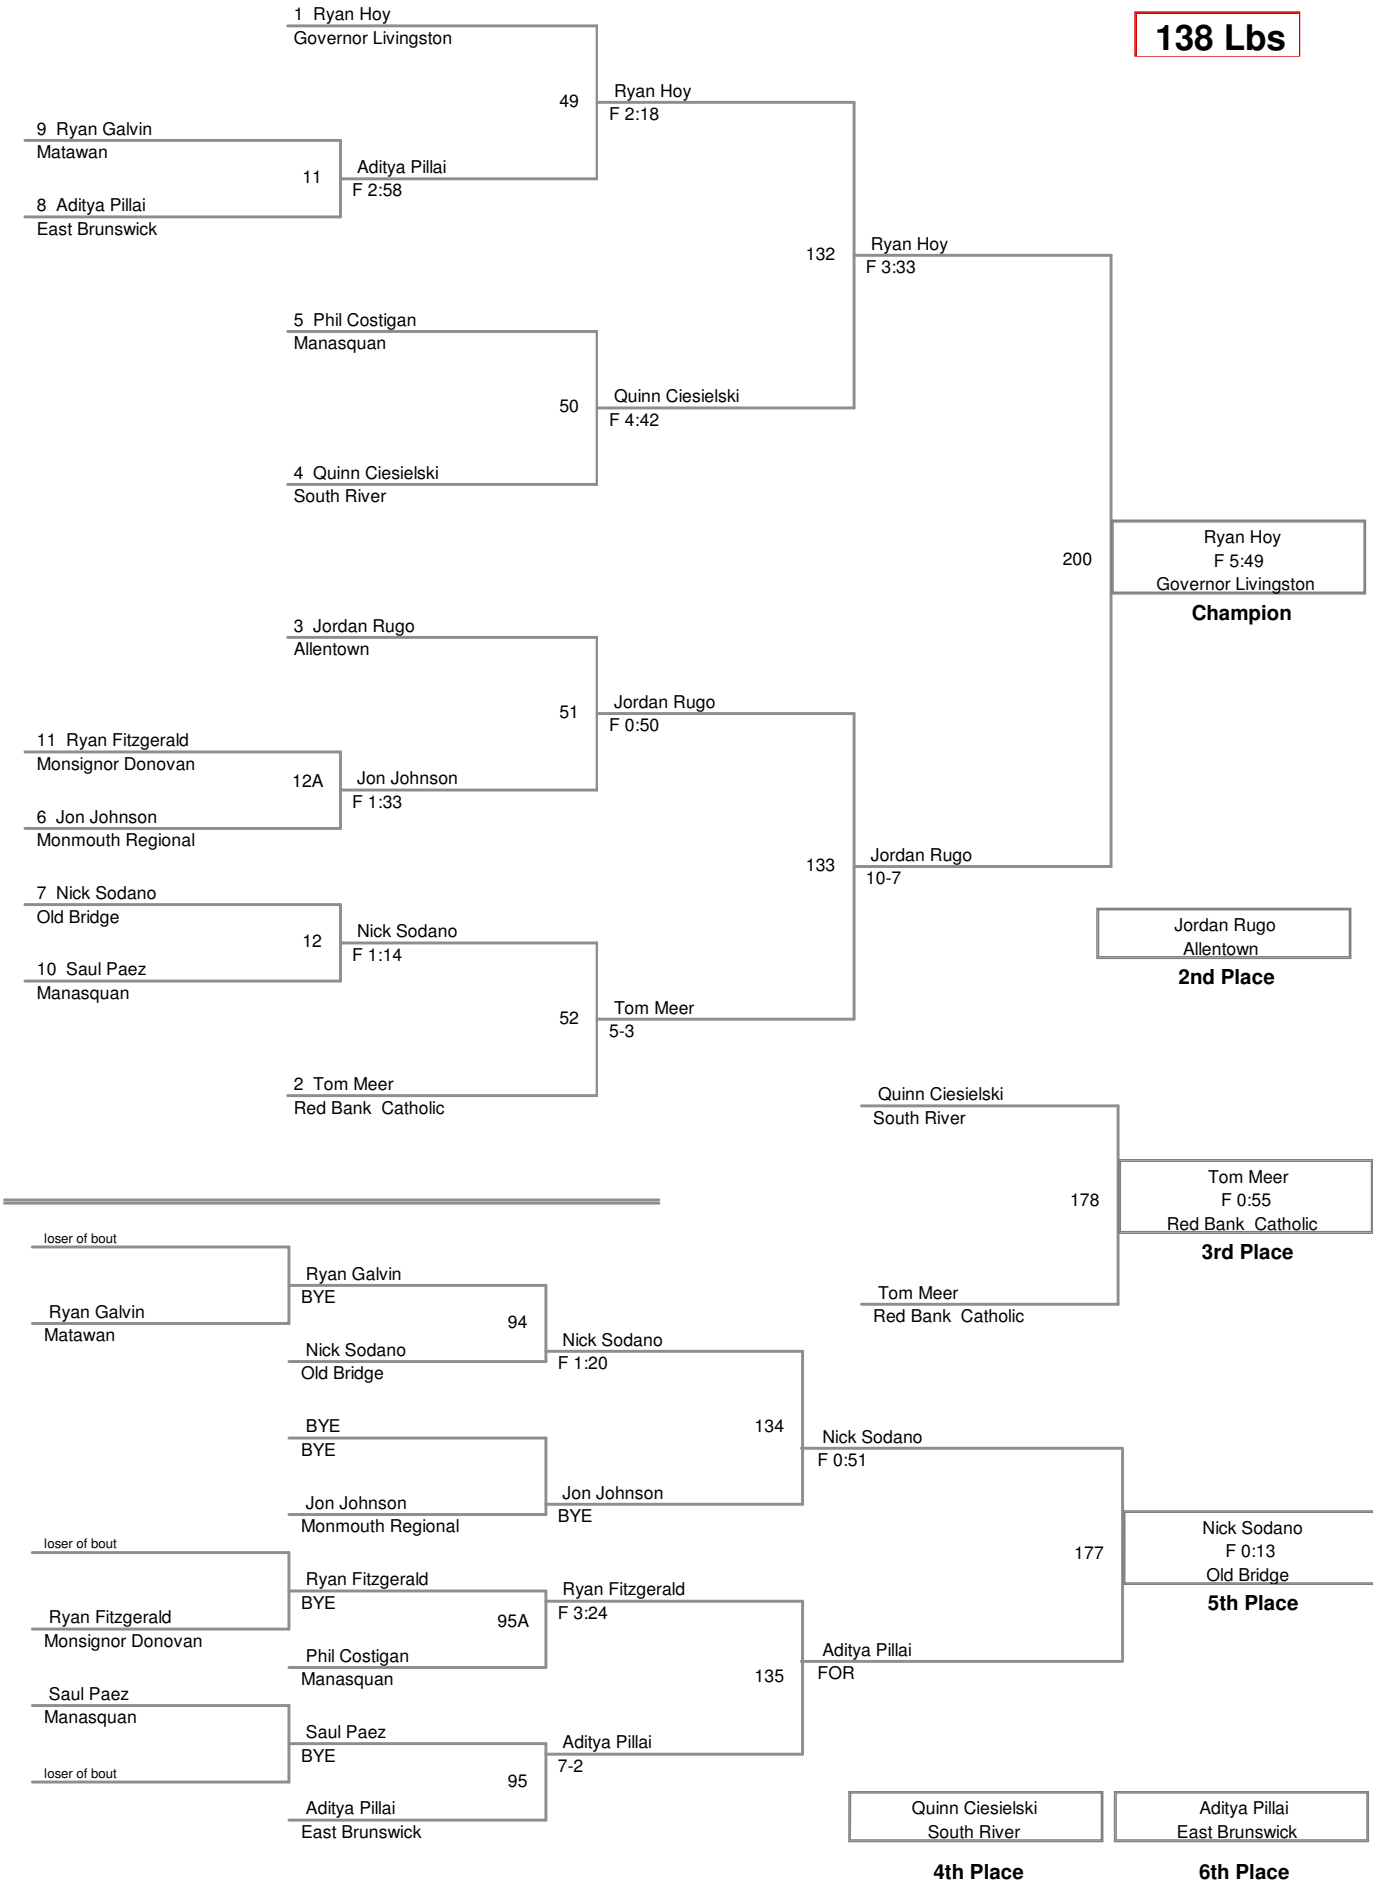 1 Ryan Hoy
Governor Livingston
138 Lbs
49
Ryan Hoy
F 2:18
9 Ryan Galvin
Matawan
11
Aditya Pillai
F 2:58
8 Aditya Pillai
East Brunswick
132
Ryan Hoy
F 3:33
5 Phil Costigan
Manasquan
50
Quinn Ciesielski
F 4:42
4 Quinn Ciesielski
South River
200
Ryan Hoy
F 5:49
Governor Livingston
Champion
3 Jordan Rugo
Allentown
51
Jordan Rugo
F 0:50
11 Ryan Fitzgerald
Monsignor Donovan
12A
Jon Johnson
F 1:33
6 Jon Johnson
Monmouth Regional
133
Jordan Rugo
10-7
7 Nick Sodano
Old Bridge
12
Nick Sodano
F 1:14
10 Saul Paez
Manasquan
Jordan Rugo
Allentown
2nd Place
52
Tom Meer
5-3
2 Tom Meer
Red Bank Catholic
Quinn Ciesielski
South River
178
Tom Meer
F 0:55
Red Bank Catholic
3rd Place
Tom Meer
Red Bank Catholic
loser of bout
Ryan Galvin
BYE
Ryan Galvin
Matawan
94
Nick Sodano
Old Bridge
Nick Sodano
F 1:20
BYE
BYE
134
Nick Sodano
F 0:51
Jon Johnson
Monmouth Regional
Jon Johnson
BYE
loser of bout
Ryan Fitzgerald
BYE
Ryan Fitzgerald
Monsignor Donovan
95A
Ryan Fitzgerald
F 3:24
Phil Costigan
Manasquan
177
Nick Sodano
F 0:13
Old Bridge
5th Place
135
Aditya Pillai
FOR
Saul Paez
Manasquan
Saul Paez
BYE
loser of bout
95
Aditya Pillai
7-2
Aditya Pillai
East Brunswick
Quinn Ciesielski
South River
4th Place
Aditya Pillai
East Brunswick
6th Place